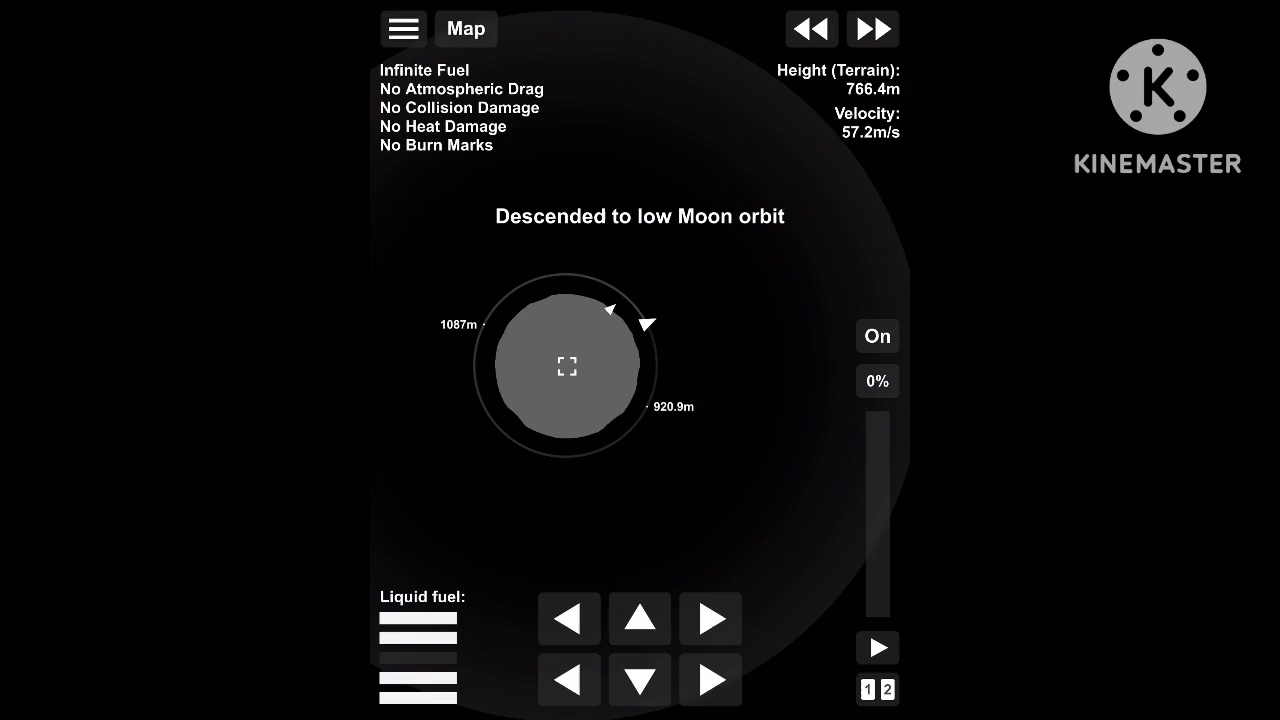 Map
Infinite Fuel
No Atmospheric Drag
No Collision Damage
No Heat Damage
No Burn Marks
Height (Terrain):
766.4m
Velocity:
57.2m/s
K
KINEMASTER
Descended to low Moon orbit
1087m
920.9m
On
0%
Liquid fuel:
1 2